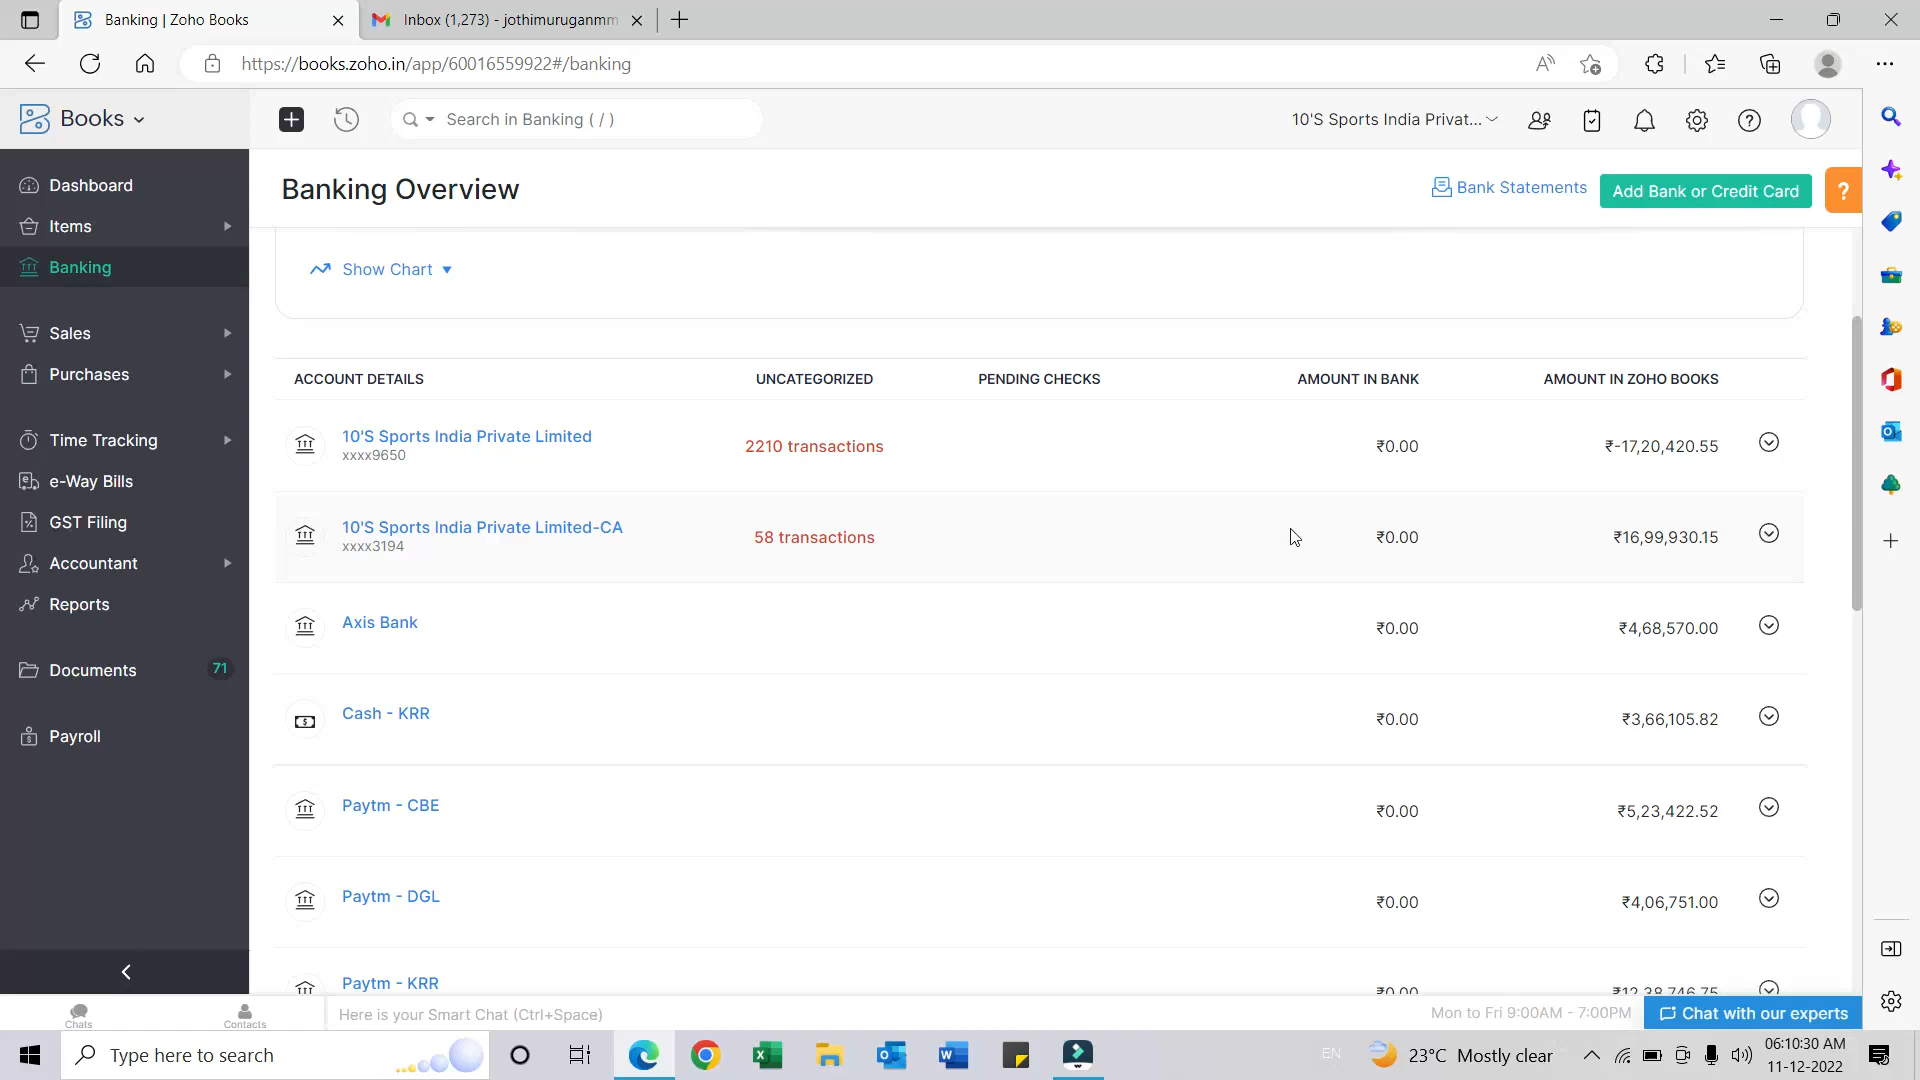 Banking | Zoho Books
Inbox (1,273) - jothimuruganmm
https://books.zoho.in/app/60016559922#/banking
Books
Search in Banking ( / )
10'S Sports India Privat...
Dashboard
Items
Banking
Sales
Purchases
Time Tracking
e-Way Bills
GST Filing
Accountant
Reports
Documents 71
Payroll
Banking Overview
Bank Statements
Add Bank or Credit Card
?
Show Chart
ACCOUNT DETAILS UNCATEGORIZED PENDING CHECKS AMOUNT IN BANK AMOUNT IN ZOHO BOOKS
10'S Sports India Private Limited 2210 transactions ₹0.00 ₹-17,20,420.55
xxxx9650
10'S Sports India Private Limited-CA 58 transactions ₹0.00 ₹16,99,930.15
xxxx3194
Axis Bank ₹0.00 ₹4,68,570.00
Cash - KRR ₹0.00 ₹3,66,105.82
Paytm - CBE ₹0.00 ₹5,23,422.52
Paytm - DGL ₹0.00 ₹4,06,751.00
Paytm - KRR ₹0.00 ₹12,38,746.75
Chats
Contacts
Here is your Smart Chat (Ctrl+Space)
Mon to Fri 9:00AM - 7:00PM
Chat with our experts
Type here to search
EN
23°C Mostly clear
06:10:30 AM
11-12-2022